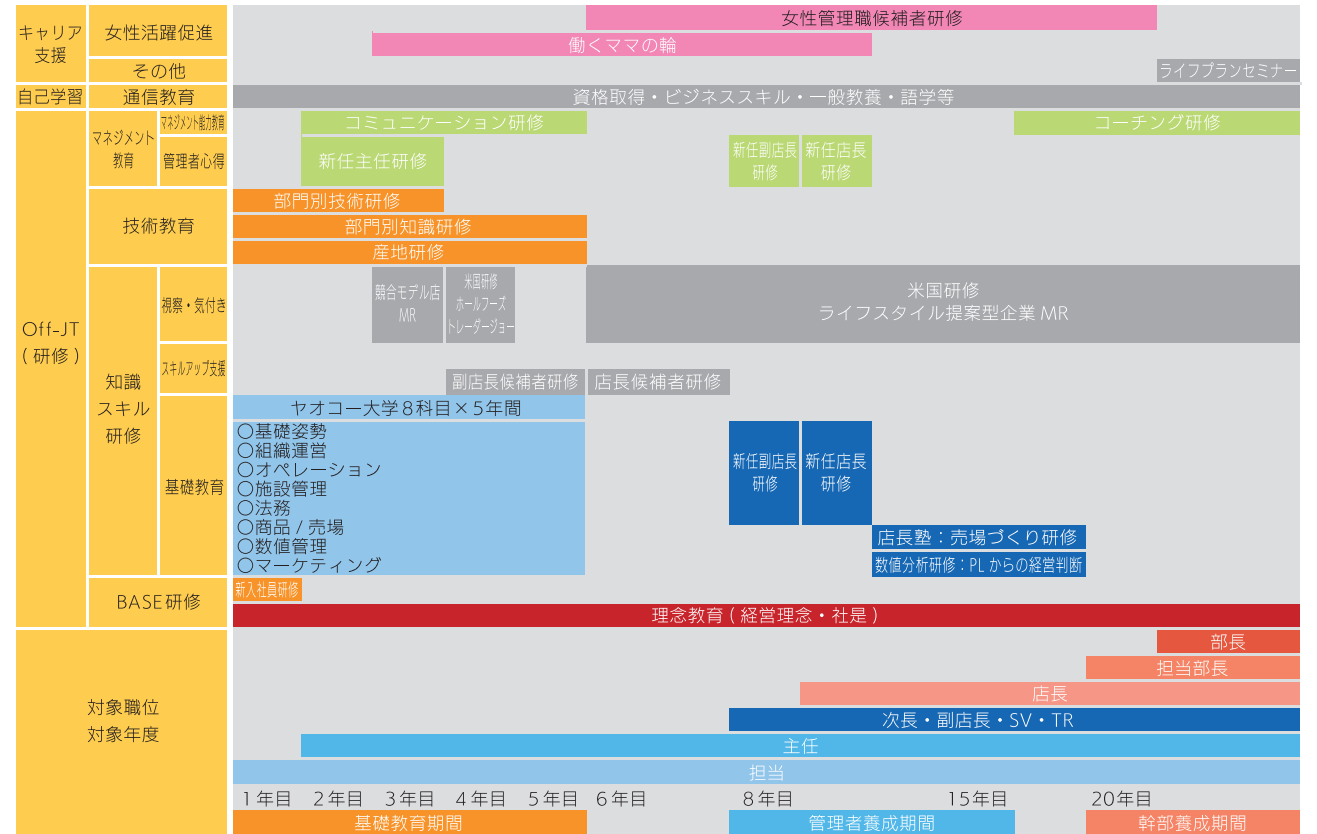 キャリア
支援
女性活躍促進
女性管理職候補者研修
働くママの輪
その他
ライフプランセミナー
自己学習
通信教育
資格取得・ビジネススキル・一般教養・語学等
Off-JT
(研修)
マネジメント
教育
マネジメント能力教育
コミュニケーション研修
コーチング研修
管理者心得
新任主任研修
新任副店長
研修
新任店長
研修
技術教育
部門別技術研修
部門別知識研修
産地研修
知識
スキル
研修
視察・気付き
競合モデル店
MR
米国研修
ホールフーズ
トレーダージョー
米国研修
ライフスタイル提案型企業 MR
スキルアップ支援
副店長候補者研修
店長候補者研修
基礎教育
ヤオコー大学8科目×5年間
〇基礎姿勢
〇組織運営
〇オペレーション
〇施設管理
〇法務
〇商品 / 売場
〇数値管理
〇マーケティング
新任副店長
研修
新任店長
研修
店長塾：売場づくり研修
数値分析研修：PL からの経営判断
BASE研修
新入社員研修
理念教育 ( 経営理念・社是 )
対象職位
対象年度
部長
担当部長
店長
次長・副店長・SV・TR
主任
担当
1年目 2年目 3年目 4年目 5年目 6年目 8年目 15年目 20年目
基礎教育期間
管理者養成期間
幹部養成期間